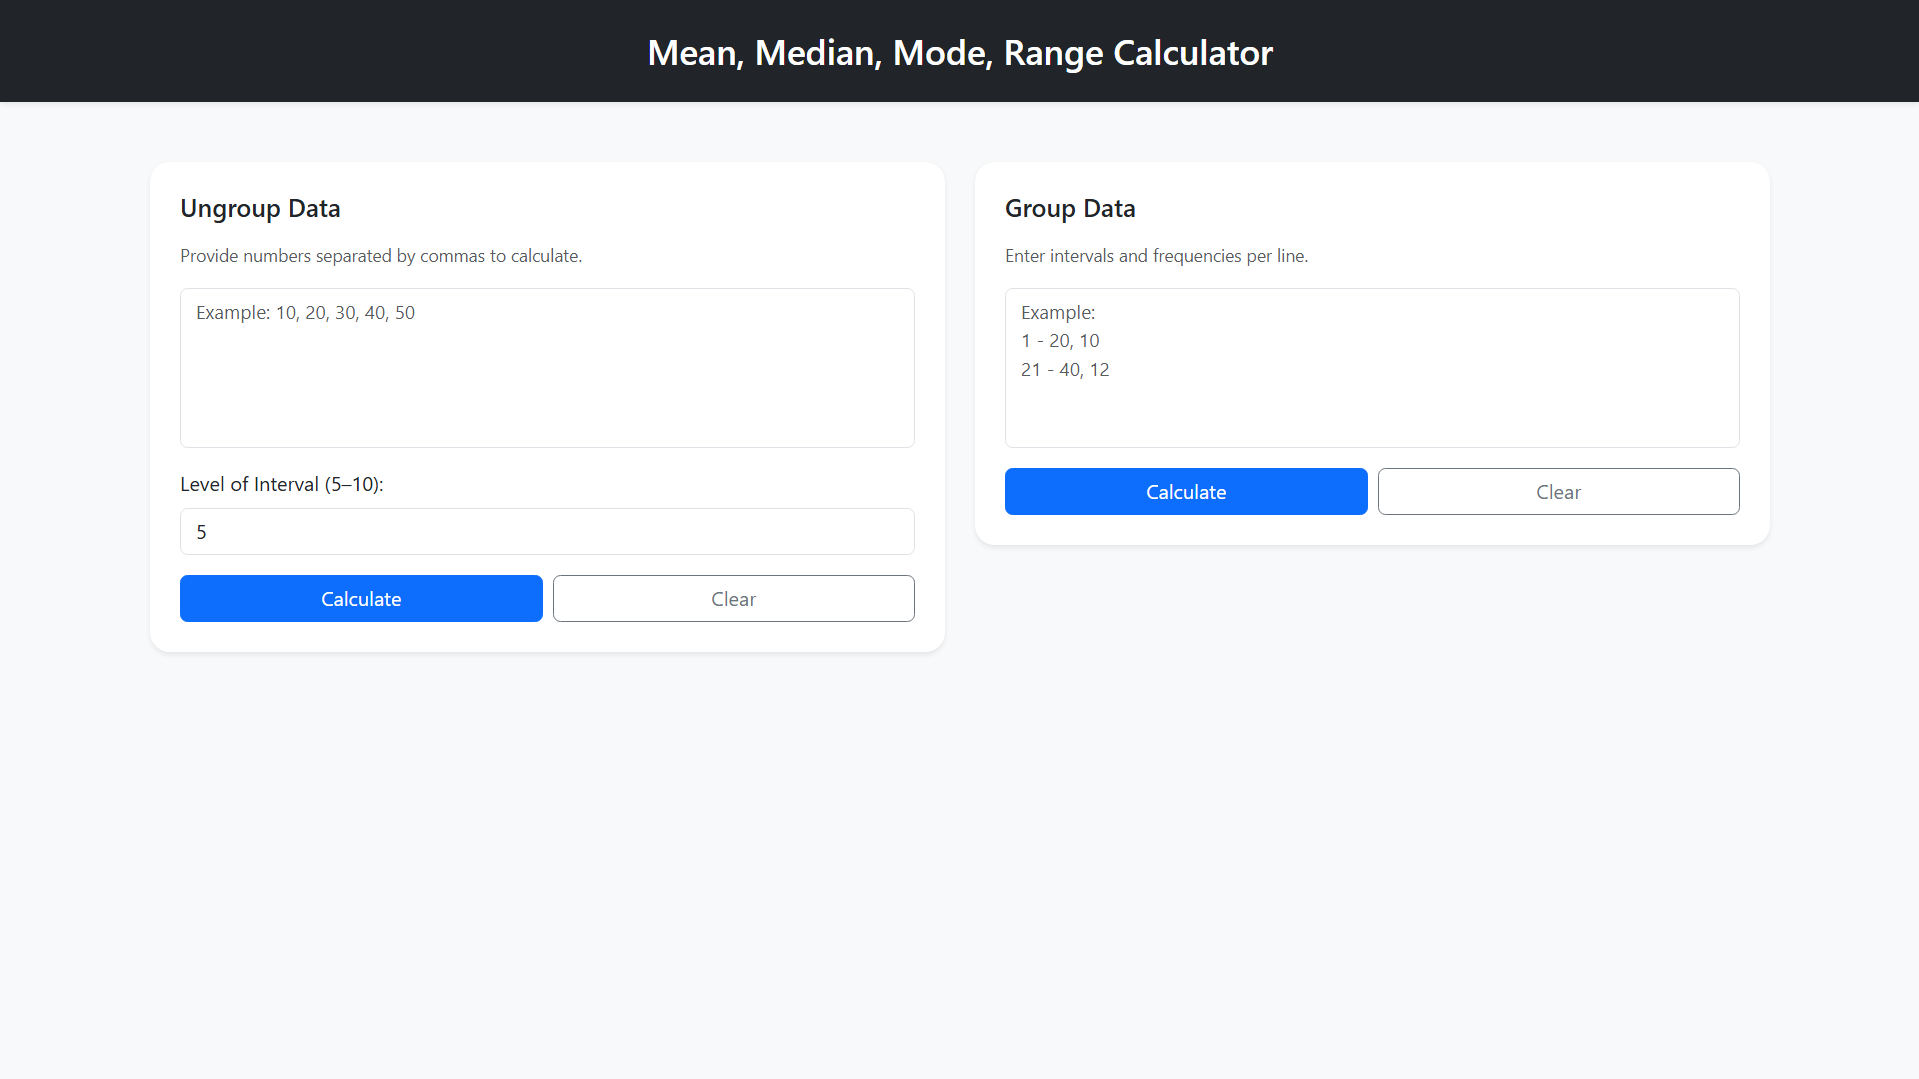 Mean, Median, Mode, Range Calculator
Ungroup Data
Provide numbers separated by commas to calculate.
Example: 10, 20, 30, 40, 50
Level of Interval (5–10):
5
Calculate
Clear
Group Data
Enter intervals and frequencies per line.
Example:
1 - 20, 10
21 - 40, 12
Calculate
Clear